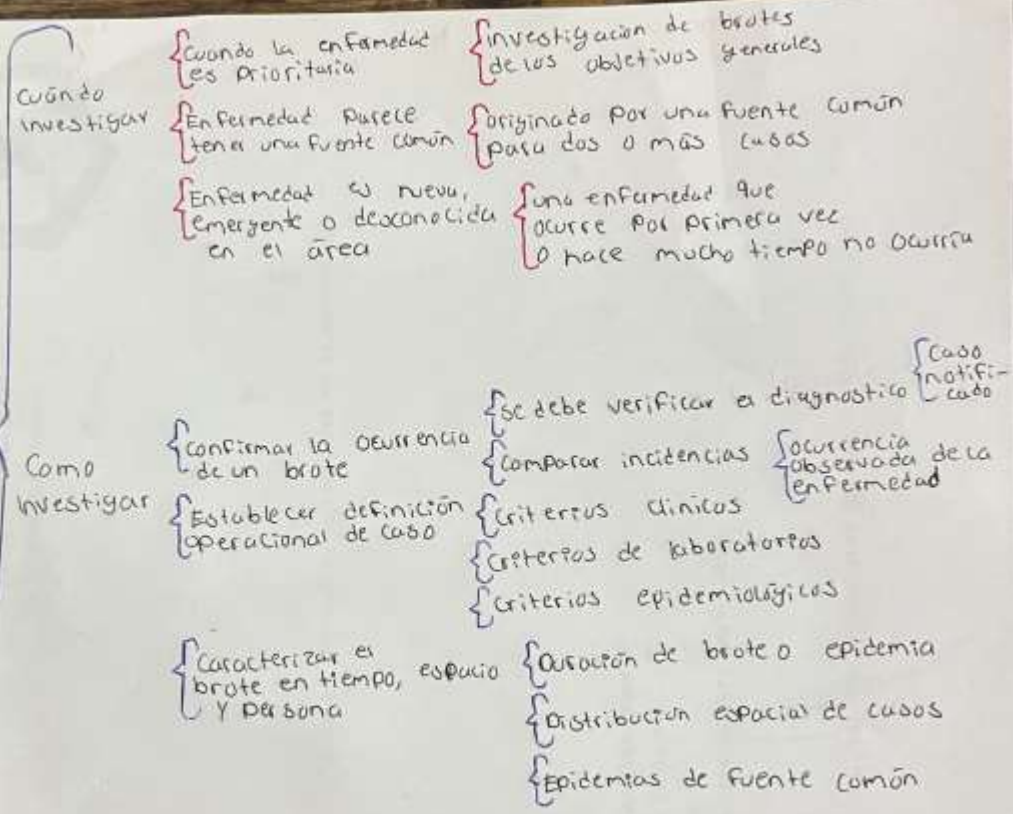 Cuándo
investigar
Cuando la enfermedad
es prioritaria
investigación de brotes
de los objetivos generales
Enfermedad parece
tener una fuente común
originado por una fuente común
para dos o más casos
Enfermedad es nueva,
emergente o desconocida
en el área
una enfermedad que
ocurre por primera vez
o hace mucho tiempo no ocurría
Como
investigar
Confirmar la ocurrencia
de un brote
se debe verificar el diagnostico
Caso
notifi-
cado
Comparar incidencias
ocurrencia
observada de la
enfermedad
Establecer definición
operacional de caso
Criterios clinicos
Criterios de laboratorios
Criterios epidemiológicos
Caracterizar el
brote en tiempo, espacio
y persona
Duración de brote o epidemia
Distribución espacial de casos
Epidemias de fuente común